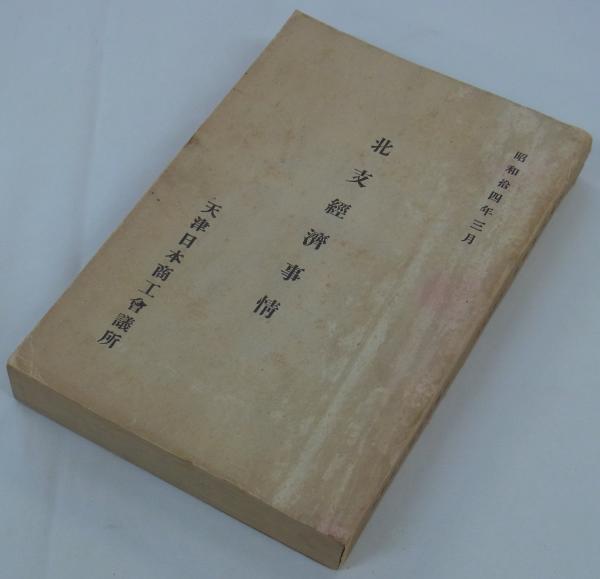 昭和拾四年三月
北支經濟事情
天津日本商工會議所